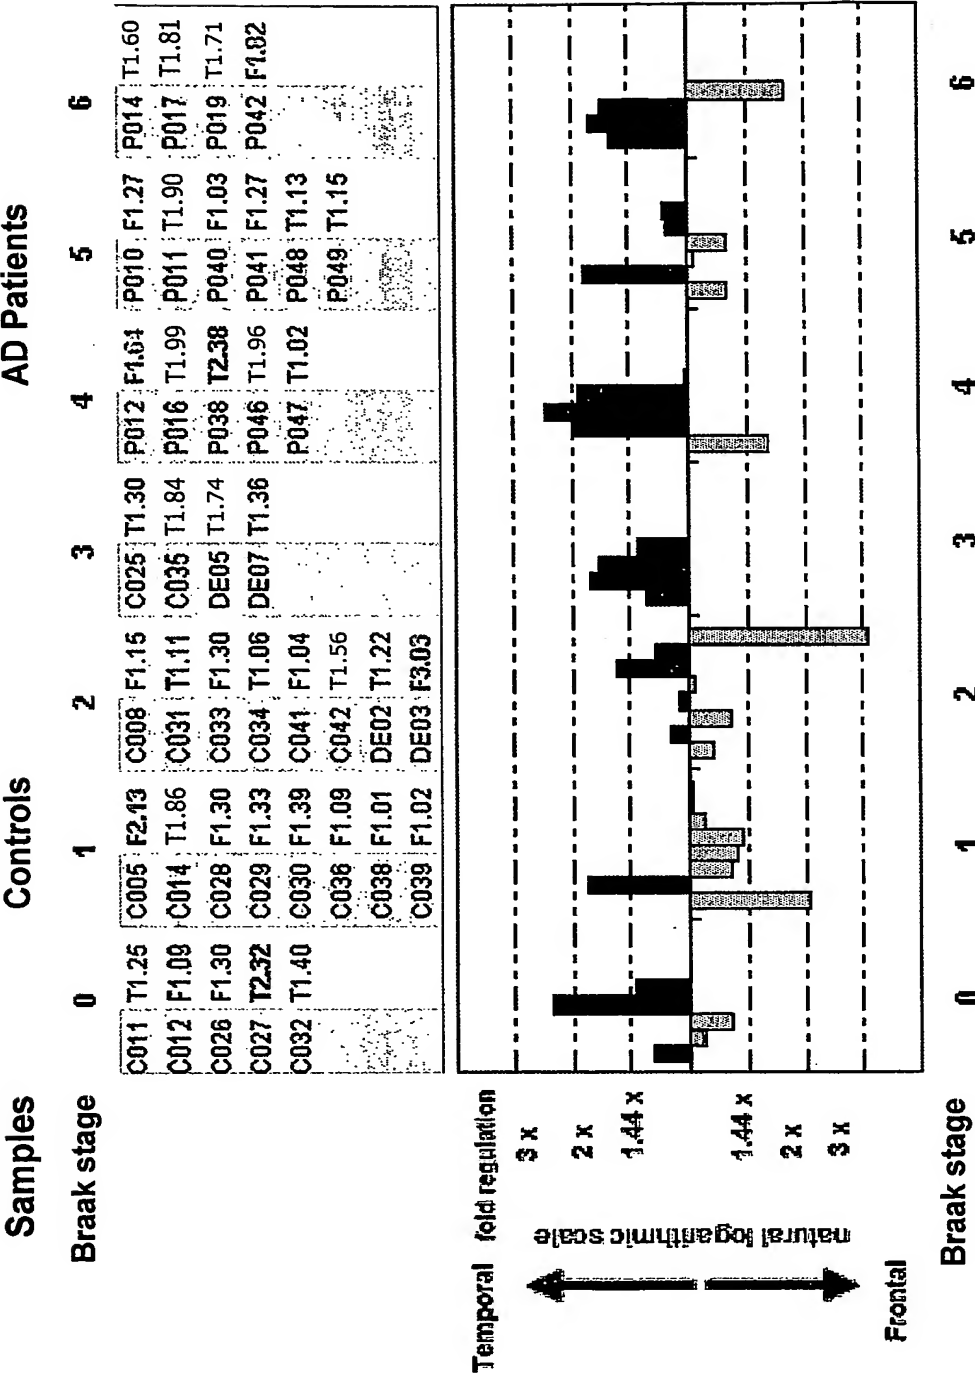 Samples Controls AD Patients
Braak stage 0 1 2 3 4 5 6
C011 T1.25 C005 F2.13 C008 F1.15 C025 T1.30 P012 F1.64 P010 F1.27 P014 T1.60
C012 F1.09 C014 T1.86 C031 T1.11 C035 T1.84 P016 T1.99 P011 T1.90 P017 T1.81
C026 F1.30 C028 F1.30 C033 F1.30 DE05 T1.74 P038 T2.38 P040 F1.03 P019 T1.71
C027 T2.32 C029 F1.33 C034 T1.06 DE07 T1.36 P046 T1.96 P041 F1.27 P042 F1.82
C032 T1.40 C030 F1.39 C041 F1.04 P047 T1.02 P048 T1.13
C036 F1.09 C042 T1.56 P049 T1.15
C038 F1.01 DE02 T1.22
C039 F1.02 DE03 F3.03
Temporal fold regulation
3 x
2 x
1.44 x
natural logarithmic scale
1.44 x
2 x
3 x
Frontal
Braak stage 0 1 2 3 4 5 6